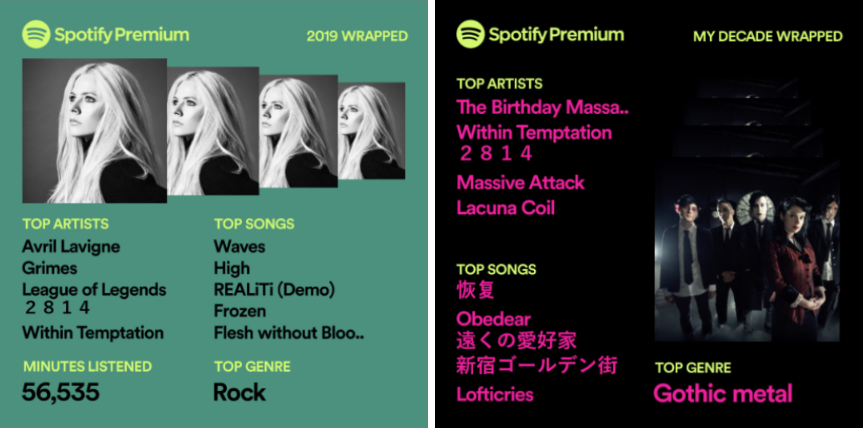 Spotify Premium
2019 WRAPPED
TOP ARTISTS
Avril Lavigne
Grimes
League of Legends
２８１４
Within Temptation
TOP SONGS
Waves
High
REALiTi (Demo)
Frozen
Flesh without Bloo..
MINUTES LISTENED
56,535
TOP GENRE
Rock
Spotify Premium
MY DECADE WRAPPED
TOP ARTISTS
The Birthday Massa..
Within Temptation
２８１４
Massive Attack
Lacuna Coil
TOP SONGS
恢复
Obedear
遠くの愛好家
新宿ゴールデン街
Lofticries
TOP GENRE
Gothic metal